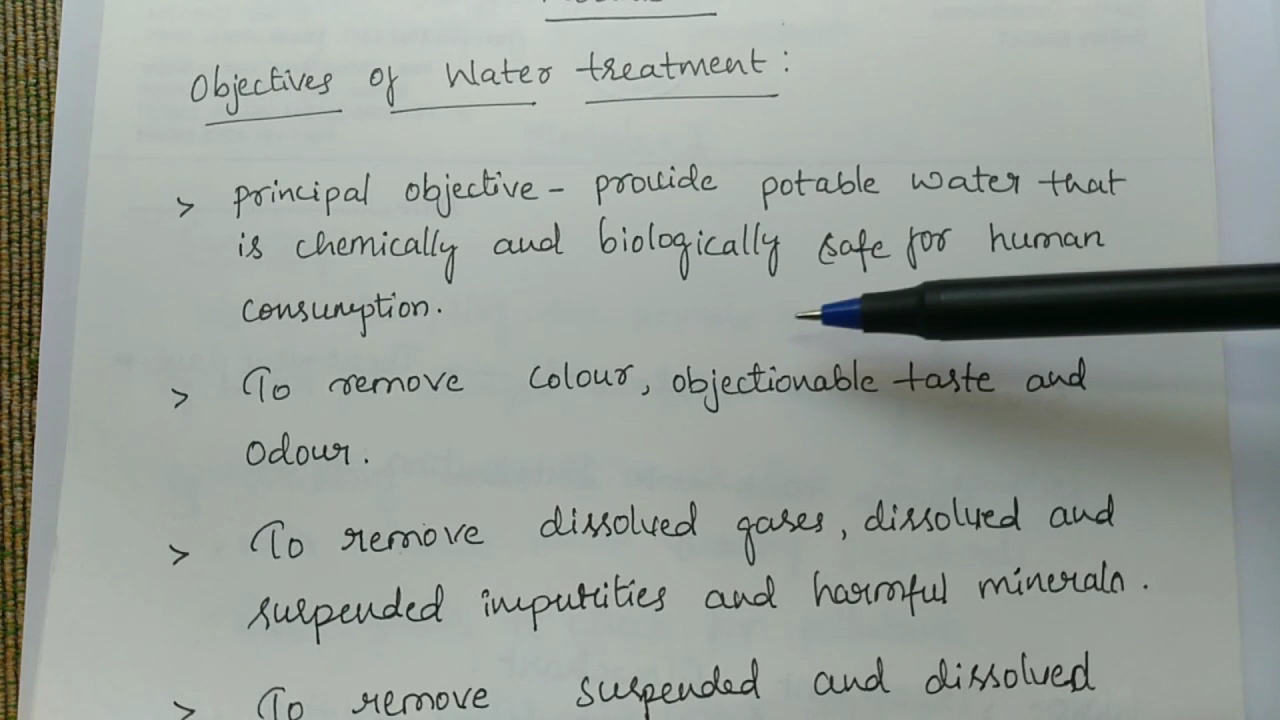 Objectives of Water treatment:
> principal objective - provide potable water that
is chemically and biologically safe for human
consumption.
> To remove colour, objectionable taste and
odour.
> To remove dissolved gases, dissolved and
suspended impurities and harmful minerals.
> To remove suspended and dissolved